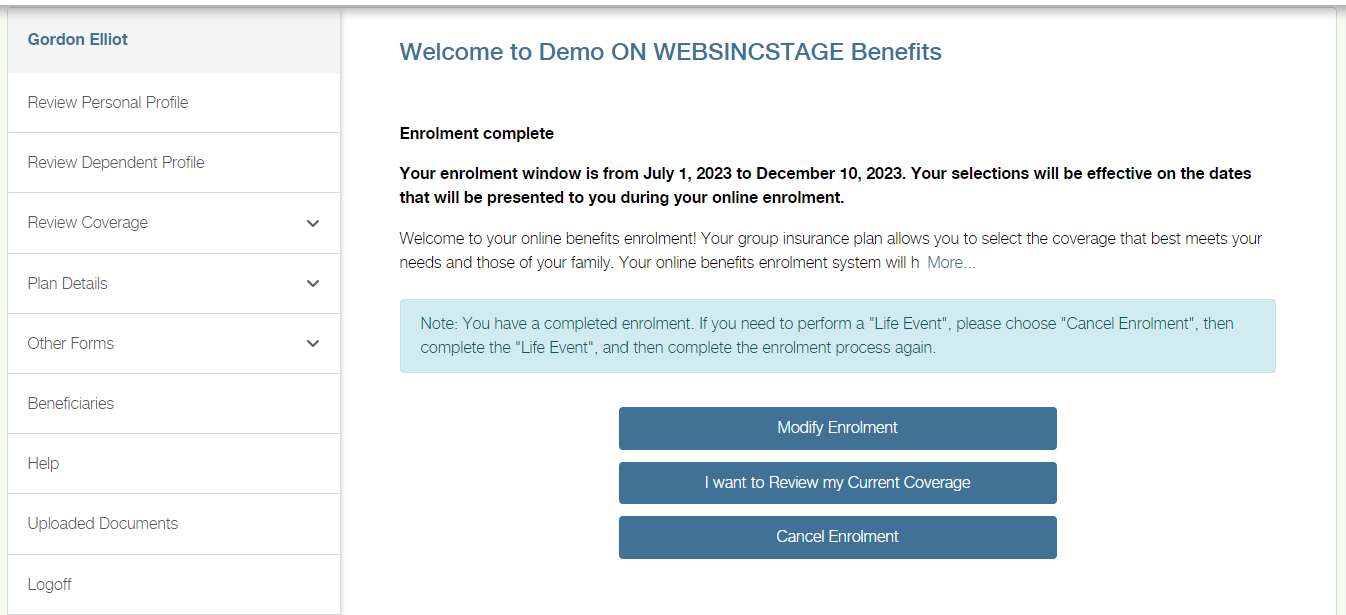 Gordon Elliot
Review Personal Profile
Review Dependent Profile
Review Coverage
Plan Details
Other Forms
Beneficiaries
Help
Uploaded Documents
Logoff
Welcome to Demo ON WEBSINCSTAGE Benefits
Enrolment complete
Your enrolment window is from July 1, 2023 to December 10, 2023. Your selections will be effective on the dates
that will be presented to you during your online enrolment.
Welcome to your online benefits enrolment! Your group insurance plan allows you to select the coverage that best meets your
needs and those of your family. Your online benefits enrolment system will h More...
Note: You have a completed enrolment. If you need to perform a "Life Event", please choose "Cancel Enrolment", then
complete the "Life Event", and then complete the enrolment process again.
Modify Enrolment
I want to Review my Current Coverage
Cancel Enrolment